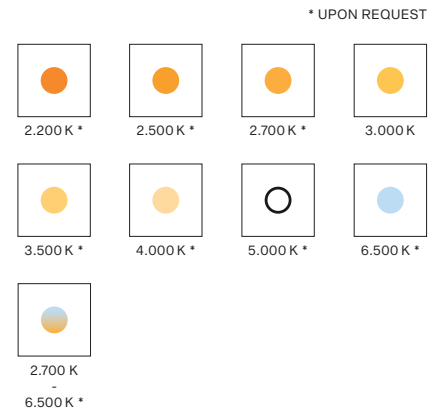 * UPON REQUEST
2.200 K *
2.500 K *
2.700 K *
3.000 K
3.500 K *
4.000 K *
5.000 K *
6.500 K *
2.700 K
-
6.500 K *